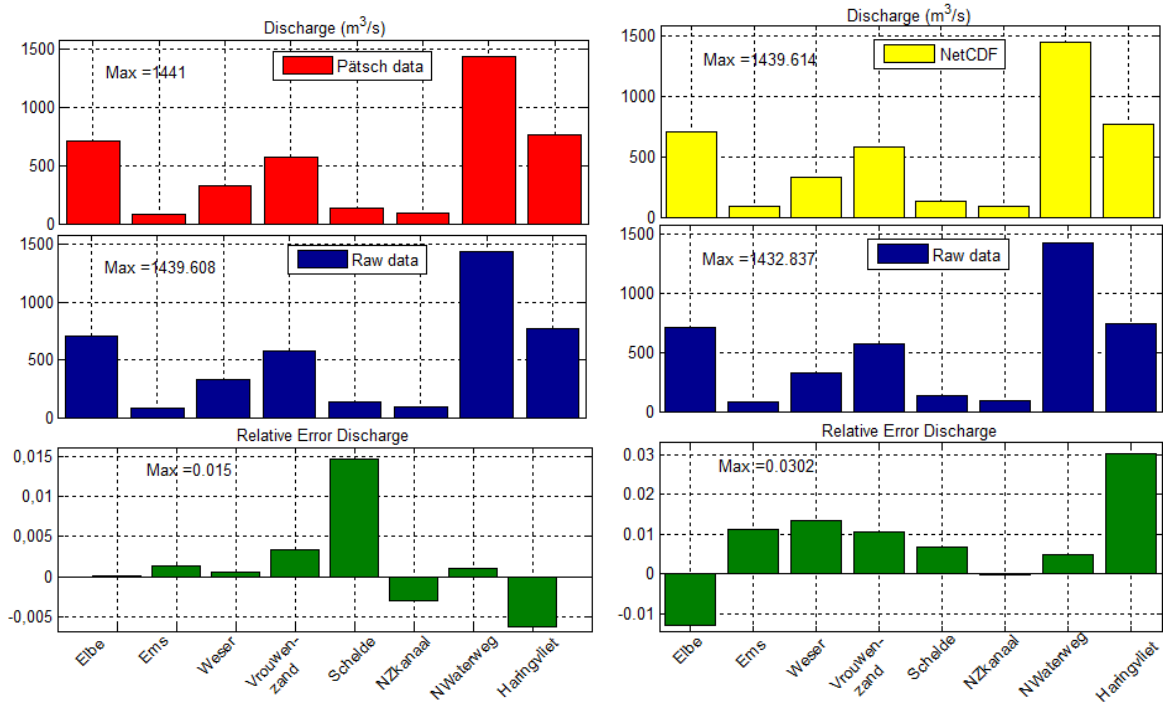 Discharge (m³/s)
1500
1000
500
0
Max =1441
Pätsch data
1500
1000
500
0
Max =1439.608
Raw data
Relative Error Discharge
0,015
0,01
0,005
0
-0,005
Max =0.015
Elbe
Ems
Weser
Vrouwen-
zand
Schelde
NZkanaal
NWaterweg
Haringvliet
Discharge (m³/s)
1500
1000
500
0
Max =1439.614
NetCDF
1500
1000
500
0
Max =1432.837
Raw data
Relative Error Discharge
0.03
0.02
0.01
0
-0.01
Max =0.0302
Elbe
Ems
Weser
Vrouwen-
zand
Schelde
NZkanaal
NWaterweg
Haringvliet